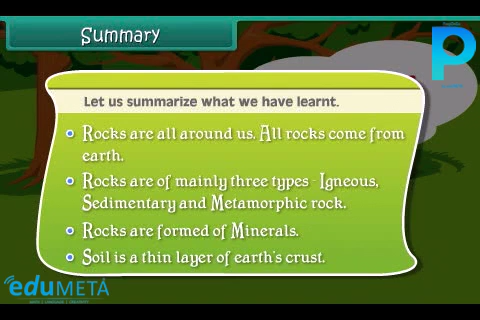 Summary
P
Let us summarize what we have learnt.
Rocks are all around us. All rocks come from
earth.
Rocks are of mainly three types - Igneous,
Sedimentary and Metamorphic rock.
Rocks are formed of Minerals.
Soil is a thin layer of earth's crust.
eduMETA